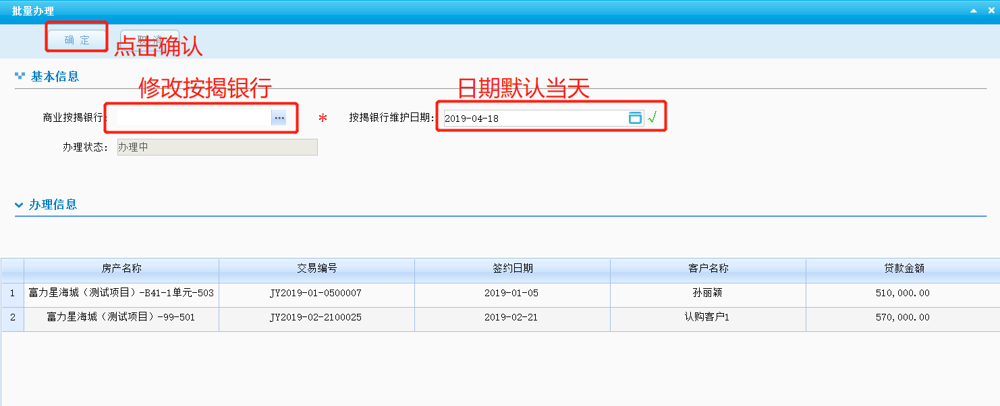 批量办理
确 定
取 消
点击确认
基本信息
修改按揭银行
日期默认当天
商业按揭银行: * 按揭银行维护日期: 2019-04-18
办理状态: 办理中
办理信息
房产名称 交易编号 签约日期 客户名称 贷款金额
1 富力星海城（测试项目）-B41-1单元-503 JY2019-01-0500007 2019-01-05 孙丽颖 510,000.00
2 富力星海城（测试项目）-99-501 JY2019-02-2100025 2019-02-21 认购客户1 570,000.00